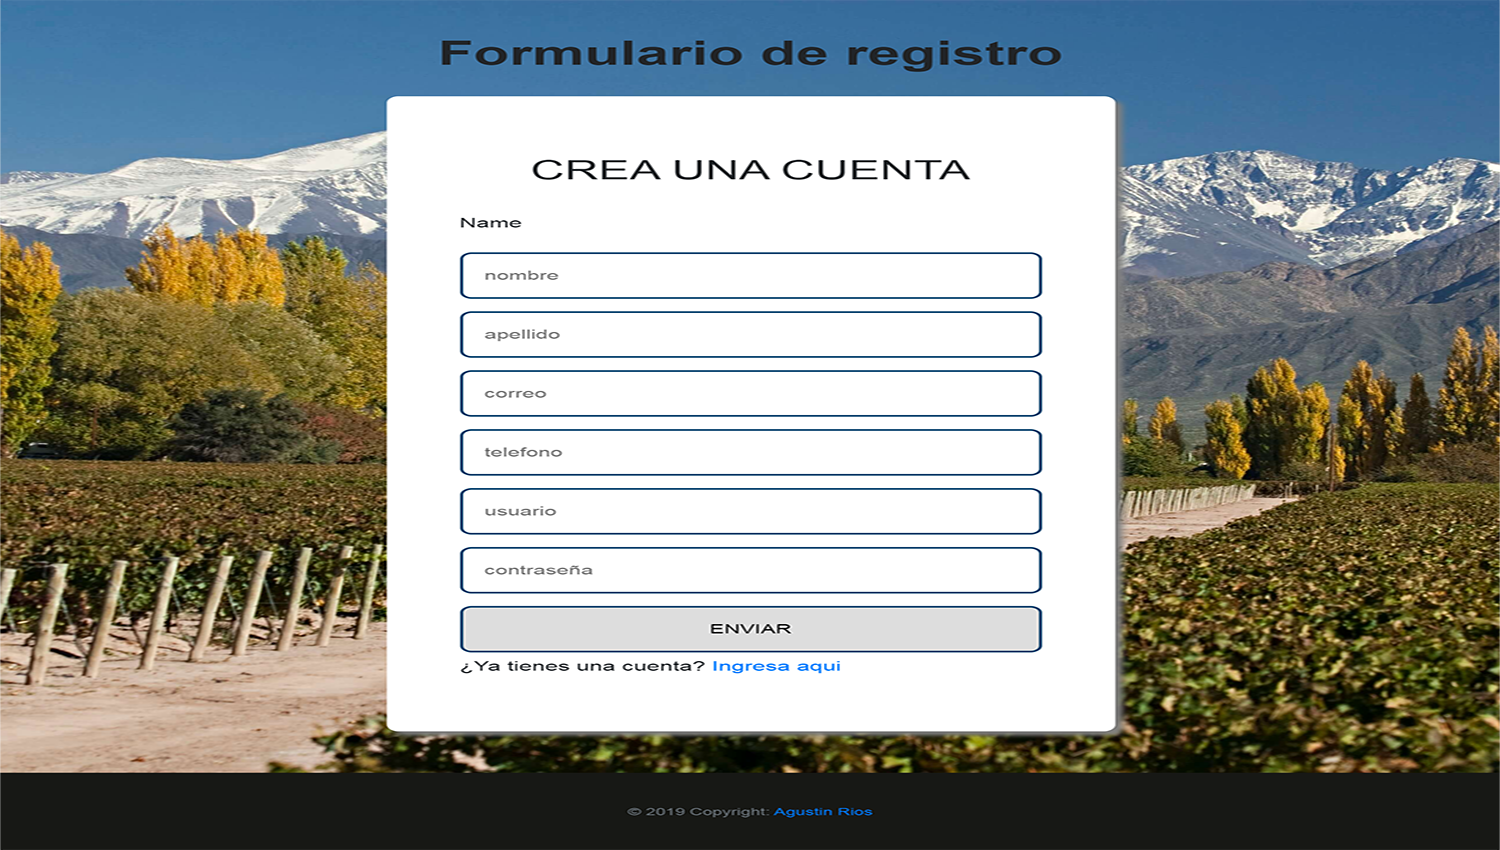 Formulario de registro
CREA UNA CUENTA
Name
nombre
apellido
correo
telefono
usuario
contraseña
ENVIAR
¿Ya tienes una cuenta? Ingresa aqui
© 2019 Copyright: Agustin Rios